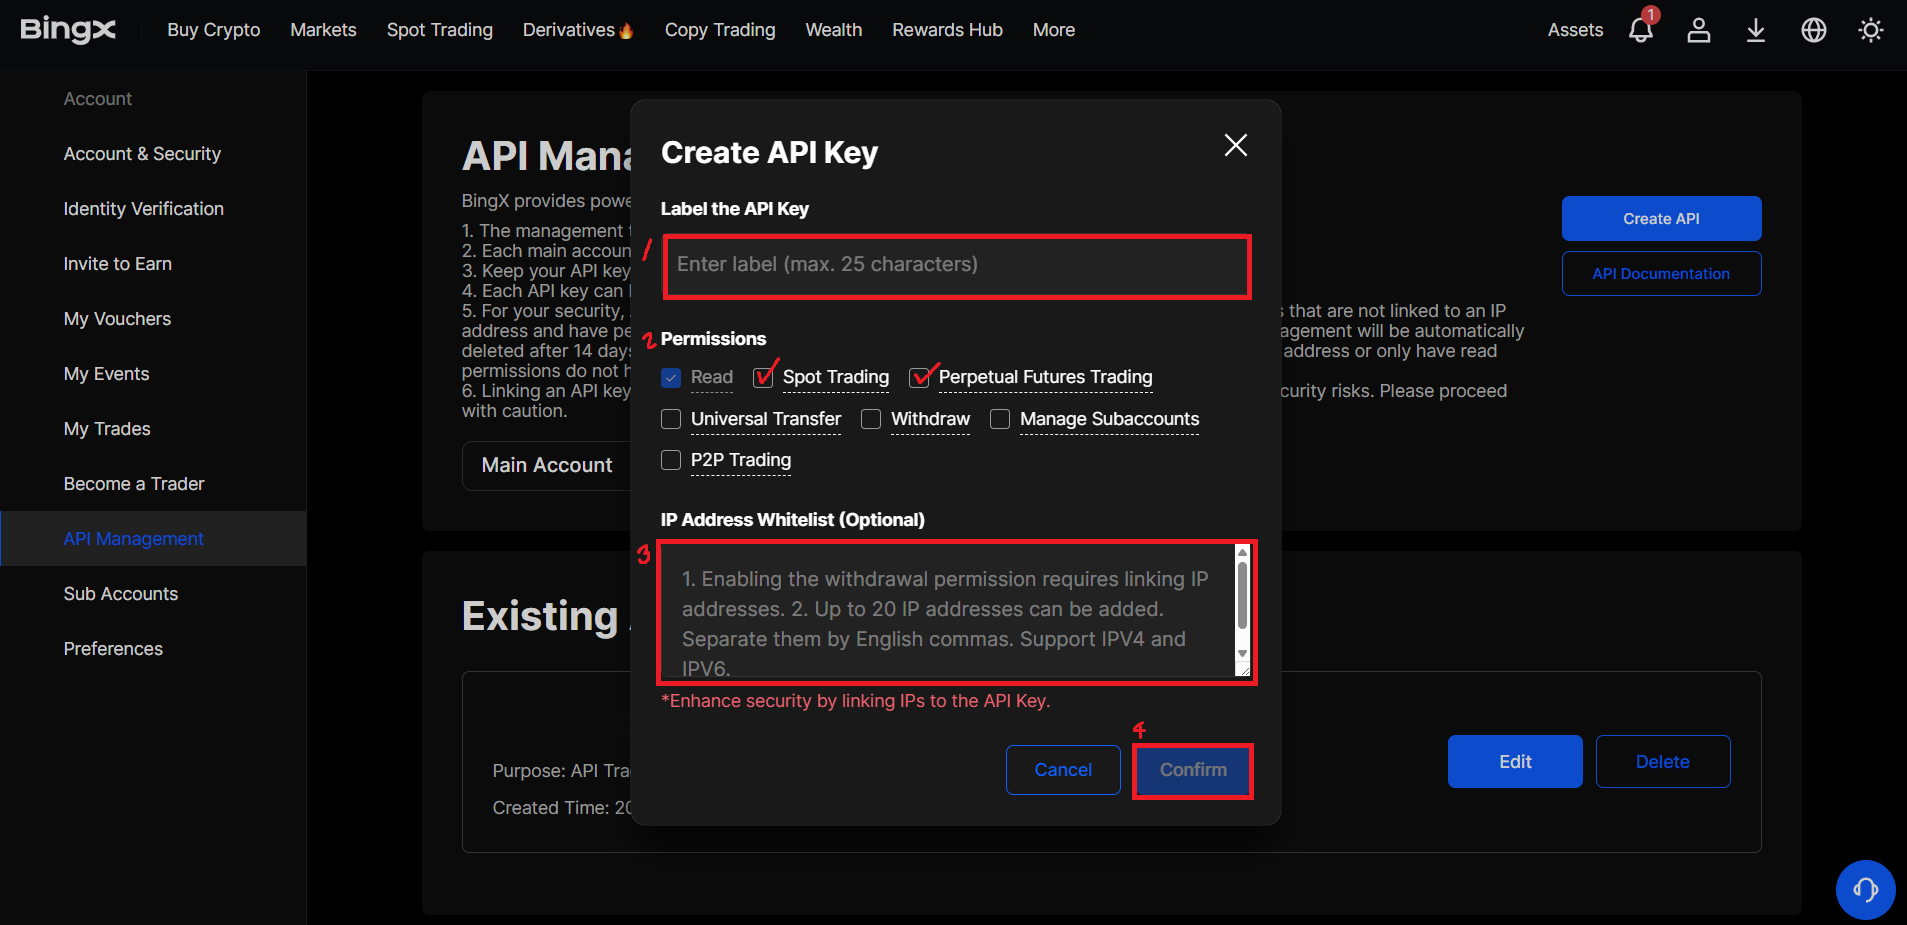 BingX
Buy Crypto
Markets
Spot Trading
Derivatives
Copy Trading
Wealth
Rewards Hub
More
Assets
1
Account
Account & Security
Identity Verification
Invite to Earn
My Vouchers
My Events
My Trades
Become a Trader
API Management
Sub Accounts
Preferences
API Mana
BingX provides powe
1. The management
2. Each main accoun
3. Keep your API key
4. Each API key can
5. For your security,
that are not linked to an IP
address and have pe
agement will be automatically
deleted after 14 days
address or only have read
permissions do not h
6. Linking an API key
curity risks. Please proceed
with caution.
Main Account
Create API
API Documentation
Create API Key
Label the API Key
1
Enter label (max. 25 characters)
2
Permissions
Read
Spot Trading
Perpetual Futures Trading
Universal Transfer
Withdraw
Manage Subaccounts
P2P Trading
IP Address Whitelist (Optional)
3
1. Enabling the withdrawal permission requires linking IP
addresses. 2. Up to 20 IP addresses can be added.
Separate them by English commas. Support IPV4 and
IPV6.
*Enhance security by linking IPs to the API Key.
4
Cancel
Confirm
Existing
Purpose: API Tra
Created Time: 20
Edit
Delete